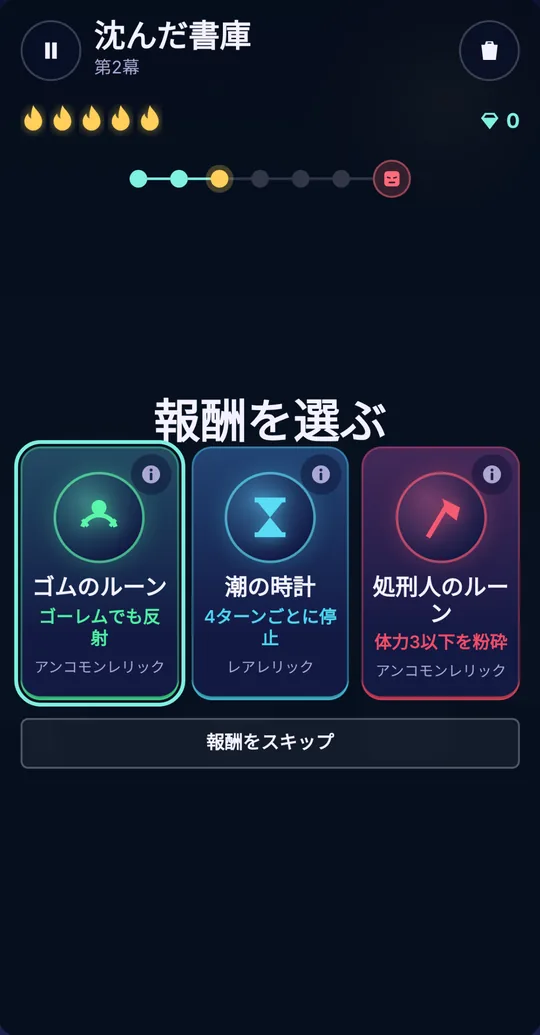 沈んだ書庫
第2幕
0
報酬を選ぶ
ゴムのルーン
ゴーレムでも反
射
アンコモンレリック
潮の時計
4ターンごとに停
止
レアレリック
処刑人のルー
ン
体力3以下を粉砕
アンコモンレリック
報酬をスキップ